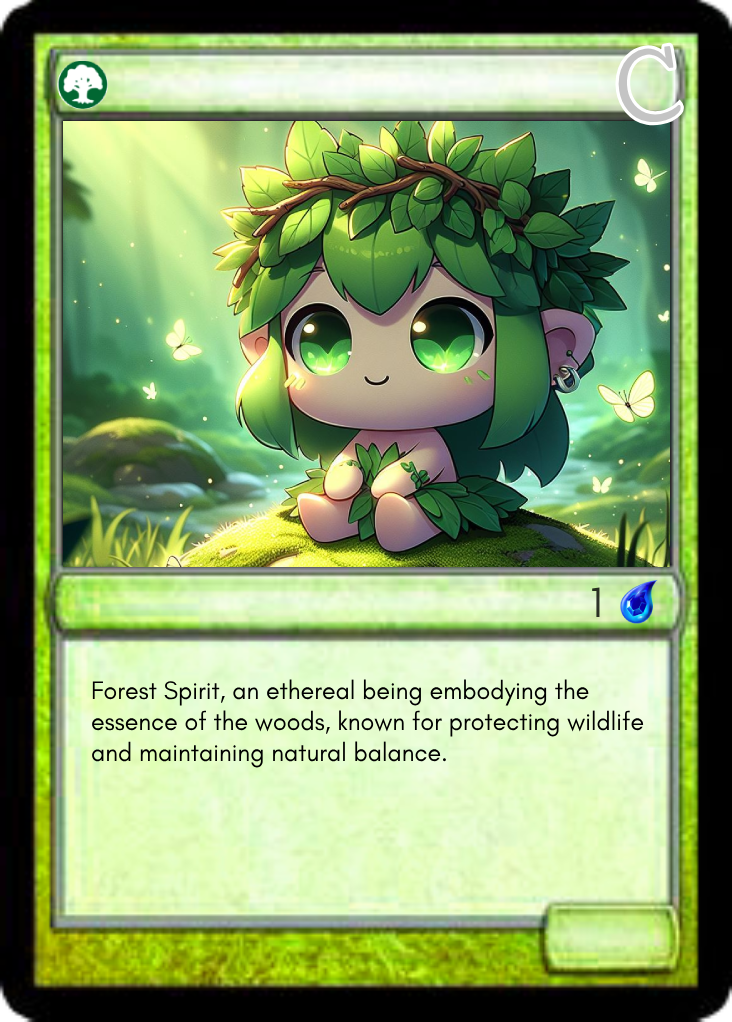 C
1
Forest Spirit, an ethereal being embodying the
essence of the woods, known for protecting wildlife
and maintaining natural balance.